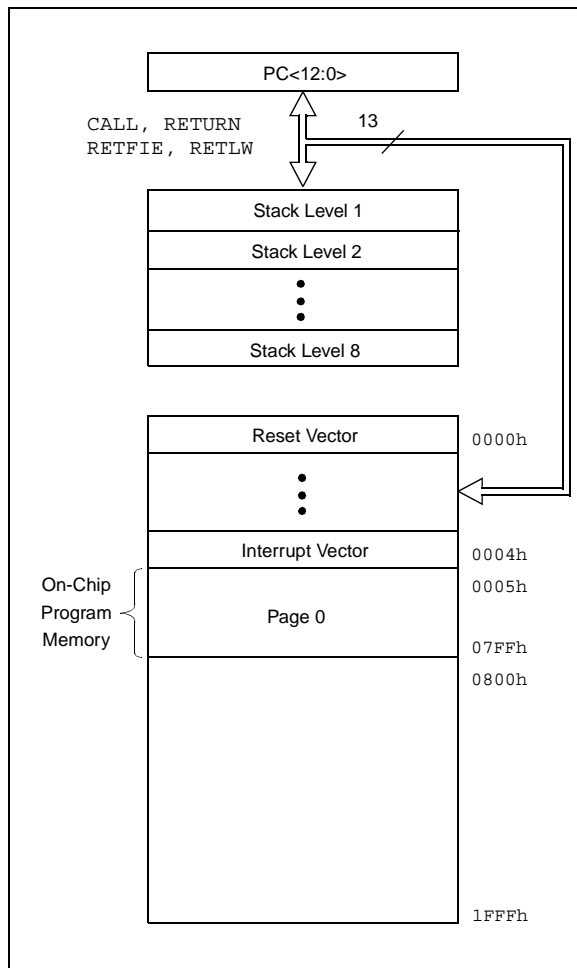 PC<12:0>
CALL, RETURN
RETFIE, RETLW
13
Stack Level 1
Stack Level 2
Stack Level 8
Reset Vector
0000h
Interrupt Vector
0004h
On-Chip
Program
Memory
0005h
Page 0
07FFh
0800h
1FFFh